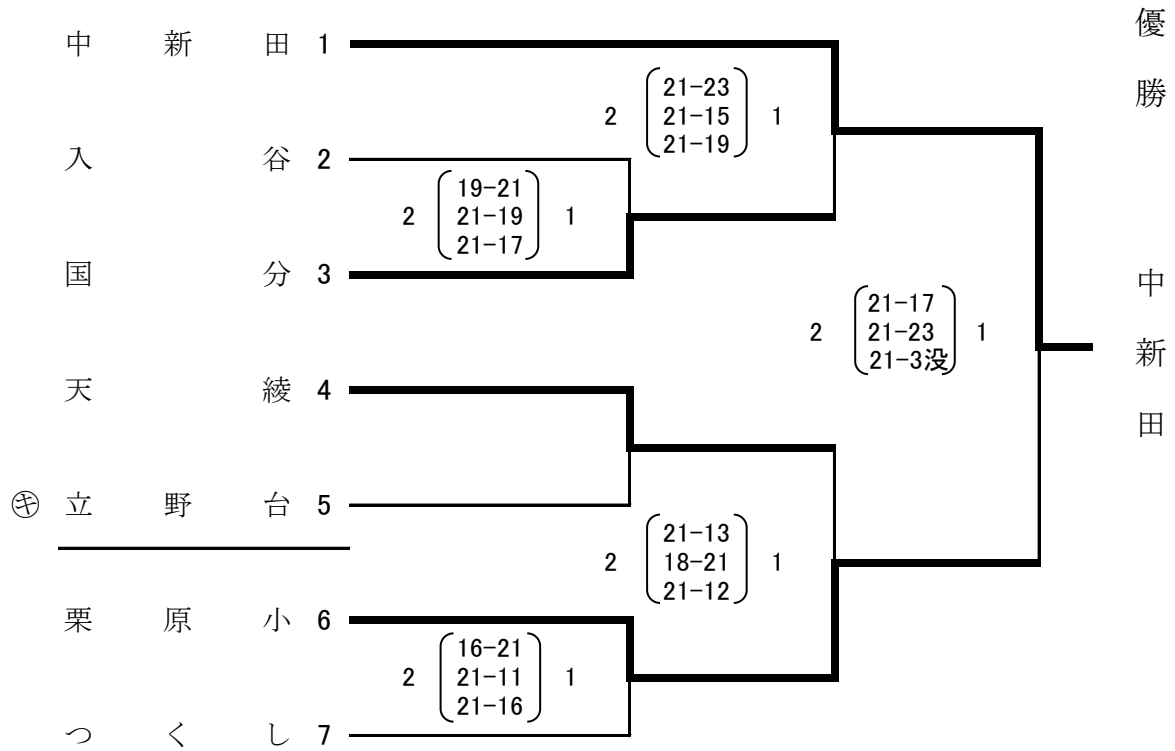 優勝
中新田 1
2 21-23 1
21-15
21-19
入谷 2
2 19-21 1
21-19
21-17
国分 3
2 21-17 1
21-23
21-3没
中新田
天綾 4
㋖ 立野台 5
2 21-13 1
18-21
21-12
栗原小 6
2 16-21 1
21-11
21-16
つくし 7